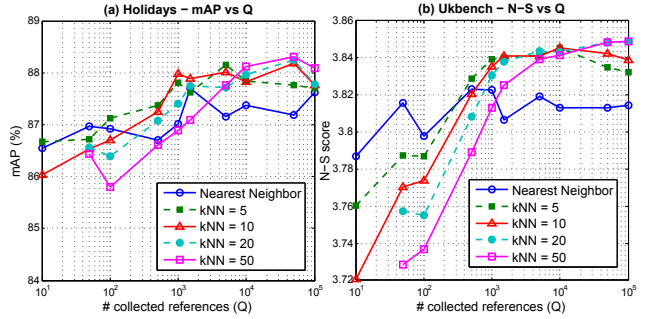 (a) Holidays − mAP vs Q
mAP (%)
89
88
87
86
85
84
10^1
10^2
10^3
10^4
10^5
# collected references (Q)
Nearest Neighbor
kNN = 5
kNN = 10
kNN = 20
kNN = 50
(b) Ukbench − N−S vs Q
N−S score
3.86
3.84
3.82
3.8
3.78
3.76
3.74
3.72
10^1
10^2
10^3
10^4
10^5
# collected references (Q)
Nearest Neighbor
kNN = 5
kNN = 10
kNN = 20
kNN = 50